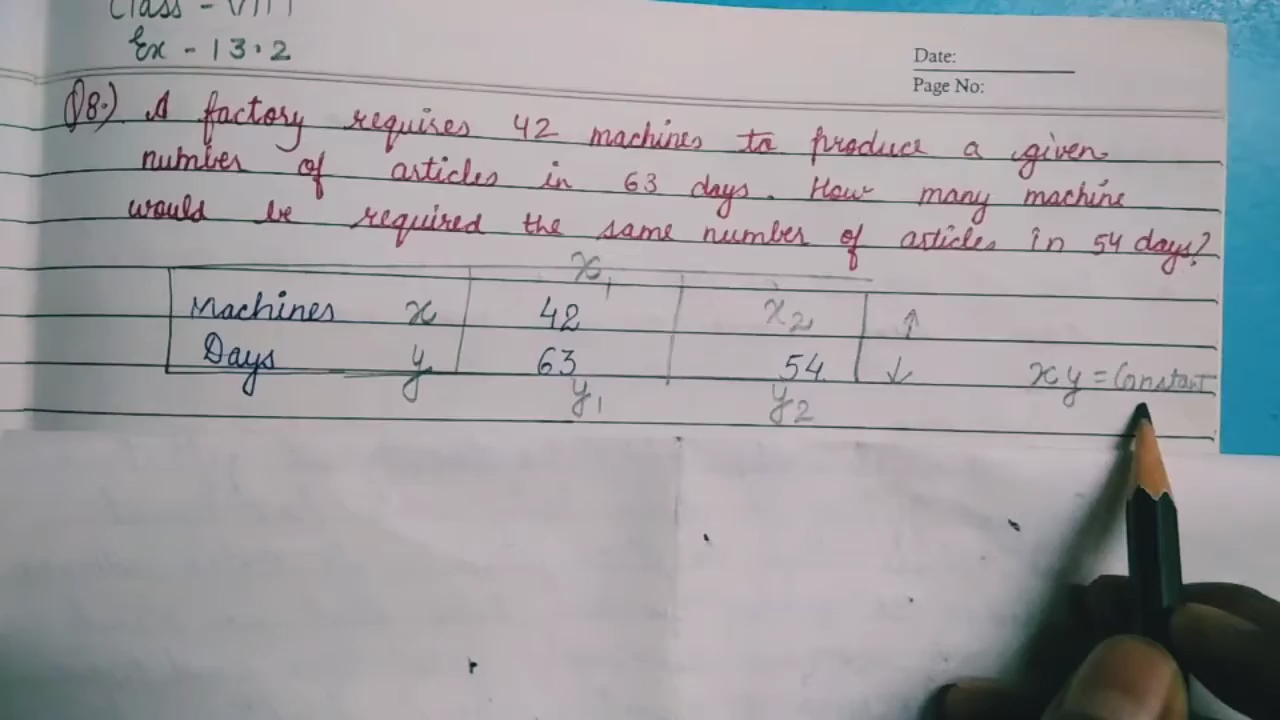 Class - VIII
Ex - 13.2
Date:
Page No:
Q8.) A factory requires 42 machines to produce a given
number of articles in 63 days. How many machine
would be required the same number of articles in 54 days?
x1
Machines x 42 x2 ↑
Days y 63 54 ↓ xy = Constant
y1 y2